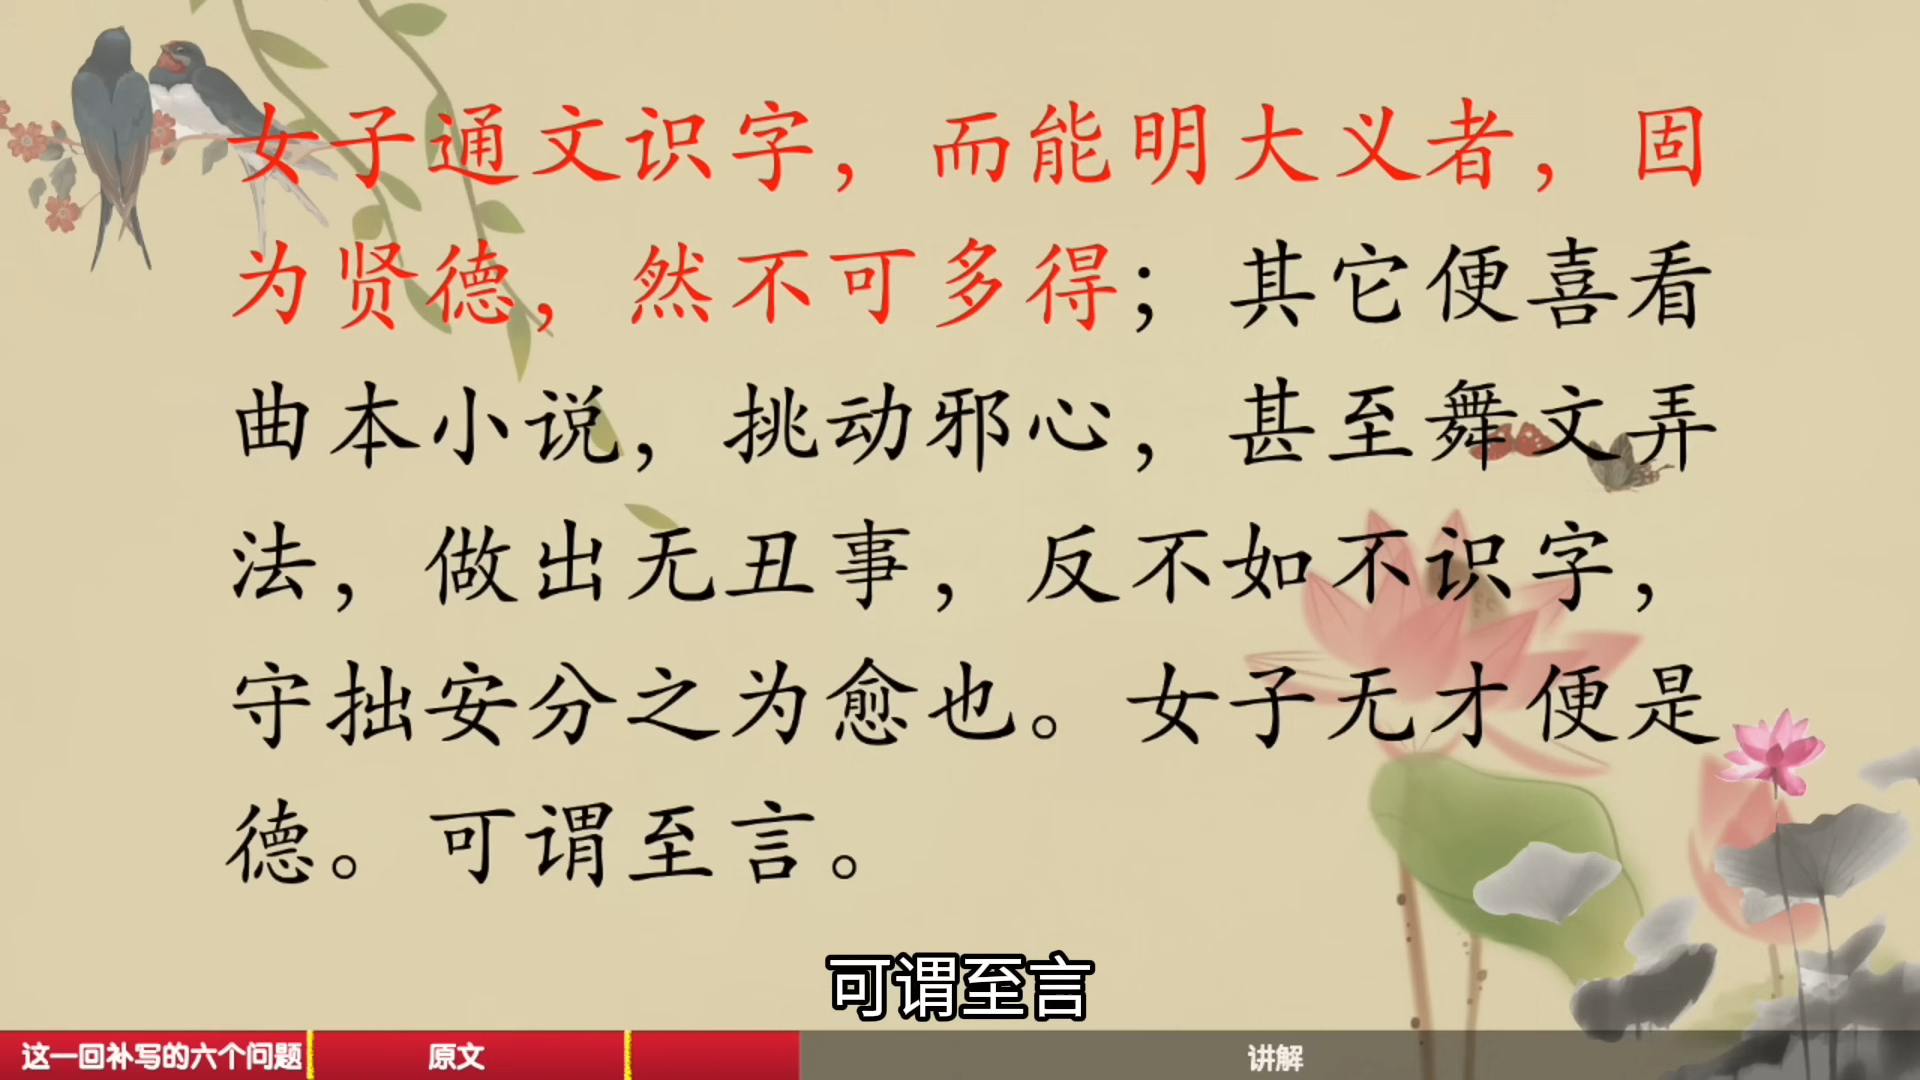 女子通文识字，而能明大义者，固
为贤德，然不可多得；其它便喜看
曲本小说，挑动邪心，甚至舞文弄
法，做出无丑事，反不如不识字，
守拙安分之为愈也。女子无才便是
德。可谓至言。
可谓至言
这一回补写的六个问题
原文
讲解